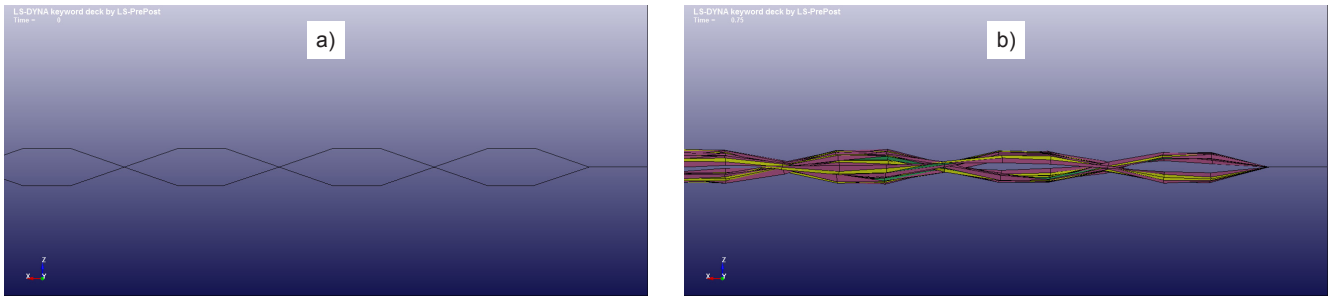 LS-DYNA keyword deck by LS-PrePost
Time = 0
a)
Z
X
Y
LS-DYNA keyword deck by LS-PrePost
Time = 0.75
b)
Z
X
Y